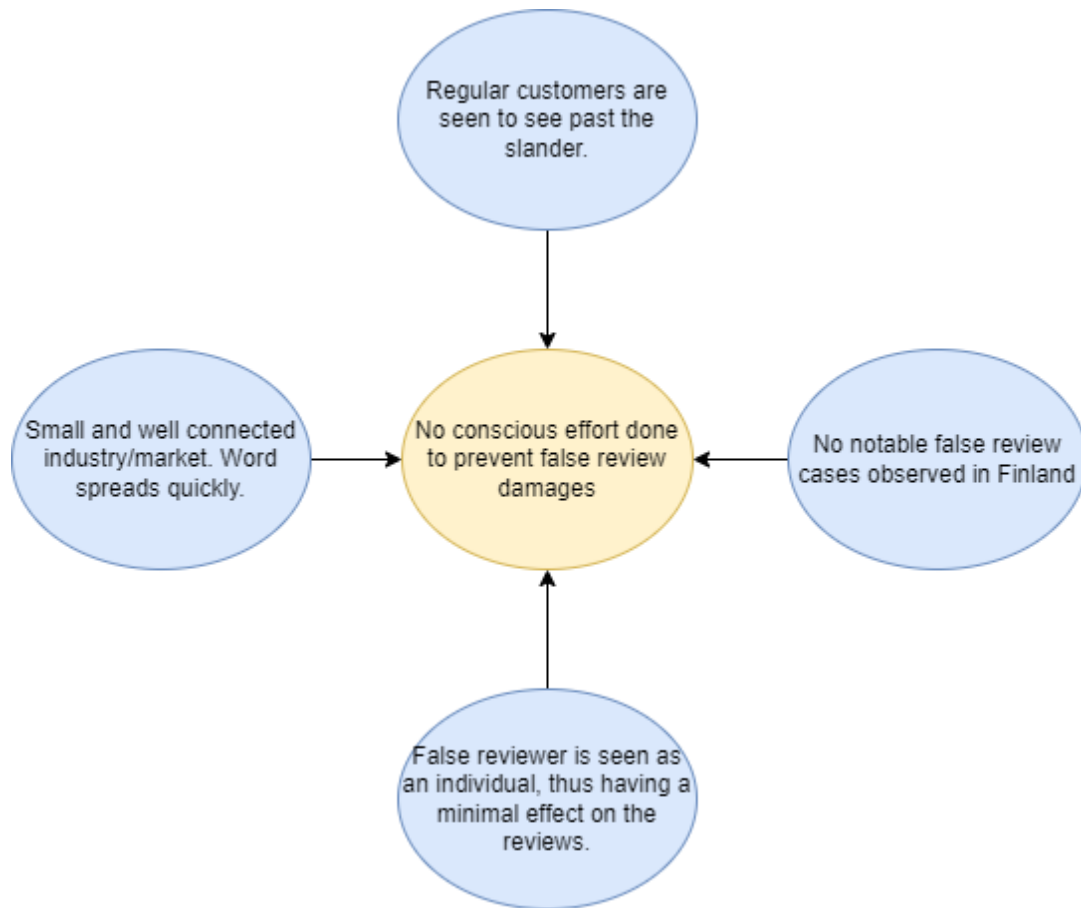 Regular customers are
seen to see past the
slander.
Small and well connected
industry/market. Word
spreads quickly.
No conscious effort done
to prevent false review
damages
No notable false review
cases observed in Finland
False reviewer is seen as
an individual, thus having a
minimal effect on the
reviews.